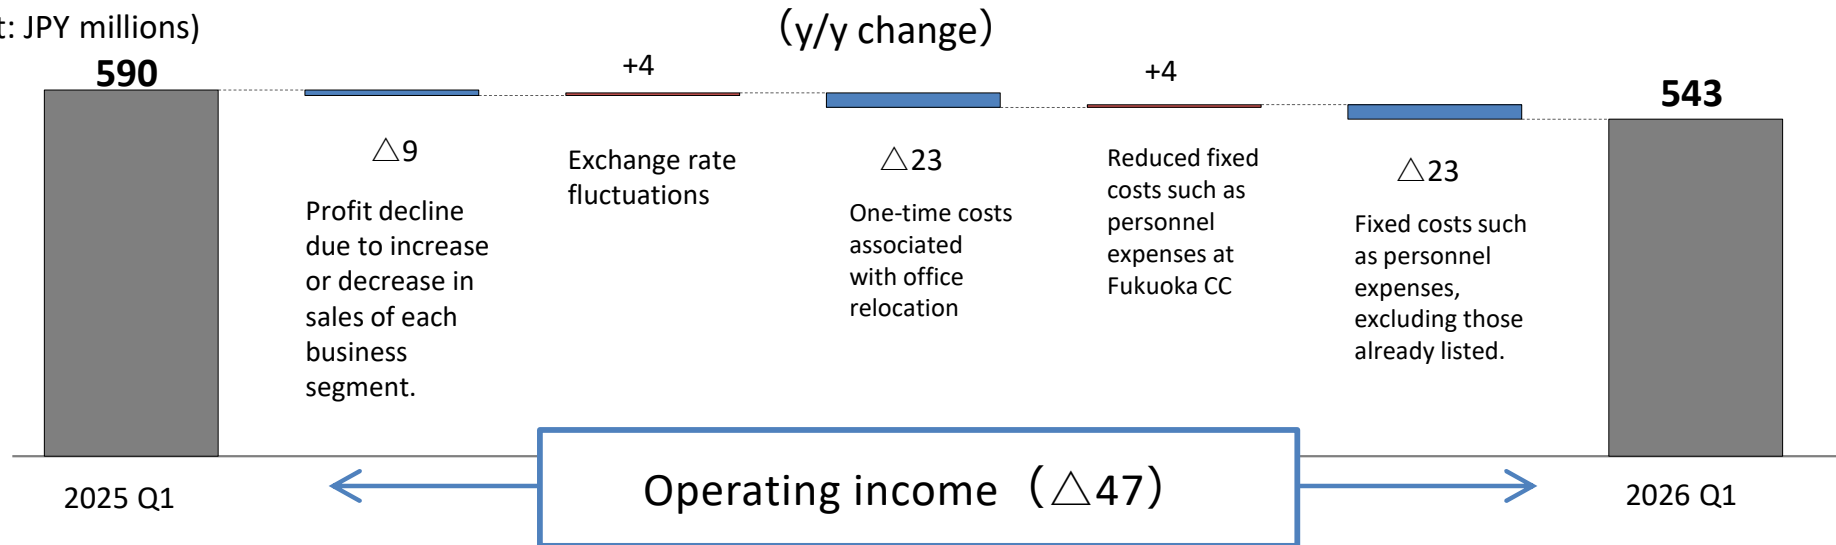 t: JPY millions)
(y/y change)
590
+4
+4
543
△9
Profit decline
due to increase
or decrease in
sales of each
business
segment.
Exchange rate
fluctuations
△23
One-time costs
associated
with office
relocation
Reduced fixed
costs such as
personnel
expenses at
Fukuoka CC
△23
Fixed costs such
as personnel
expenses,
excluding those
already listed.
2025 Q1
Operating income（△47）
2026 Q1